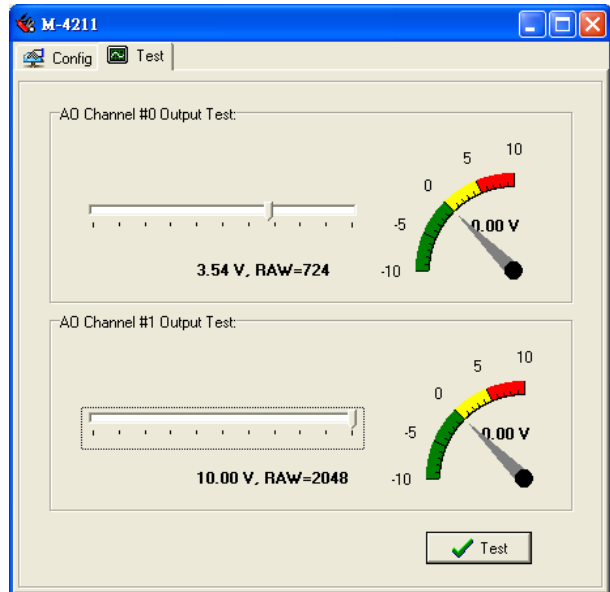 M-4211
Config Test
AO Channel #0 Output Test:
10
5
0
-5
0.00 V
3.54 V, RAW=724
-10
AO Channel #1 Output Test:
10
5
0
-5
0.00 V
10.00 V, RAW=2048
-10
Test